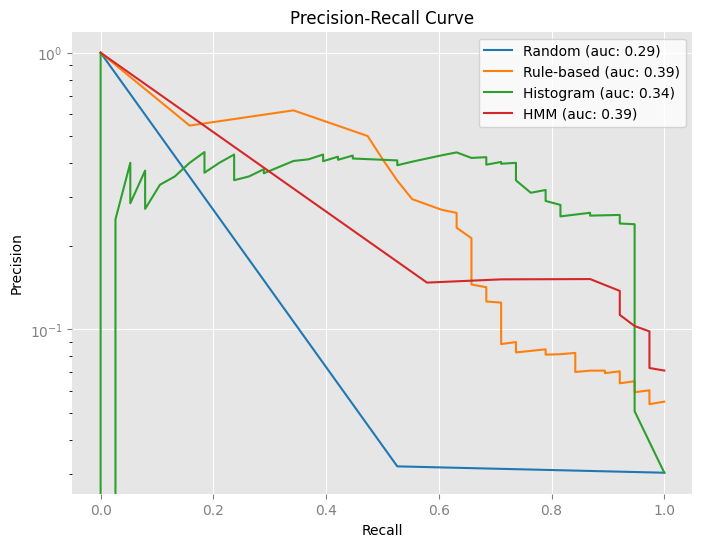 Precision-Recall Curve
10⁰
Random (auc: 0.29)
Rule-based (auc: 0.39)
Histogram (auc: 0.34)
HMM (auc: 0.39)
Precision
10⁻¹
0.0 0.2 0.4 0.6 0.8 1.0
Recall